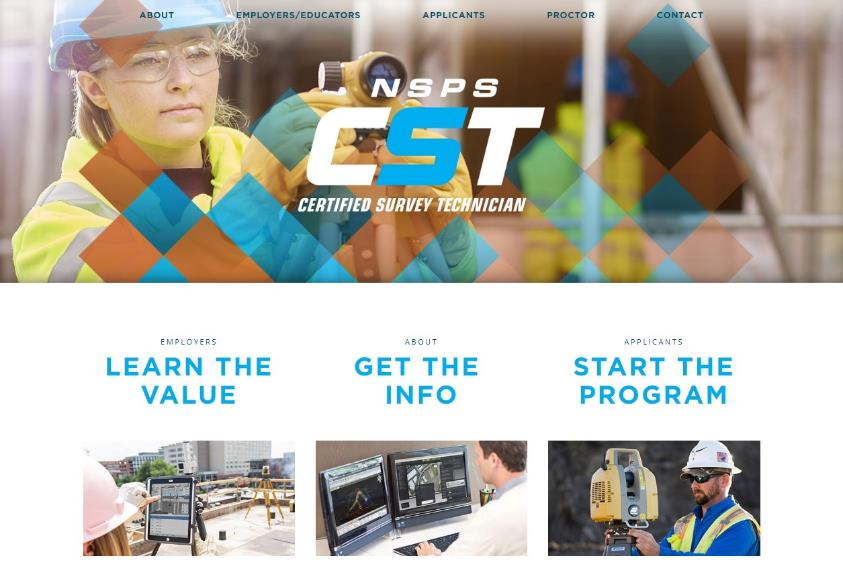 ABOUT
EMPLOYERS/EDUCATORS
APPLICANTS
PROCTOR
CONTACT
NSPS
CST
CERTIFIED SURVEY TECHNICIAN
EMPLOYERS
LEARN THE
VALUE
ABOUT
GET THE
INFO
APPLICANTS
START THE
PROGRAM